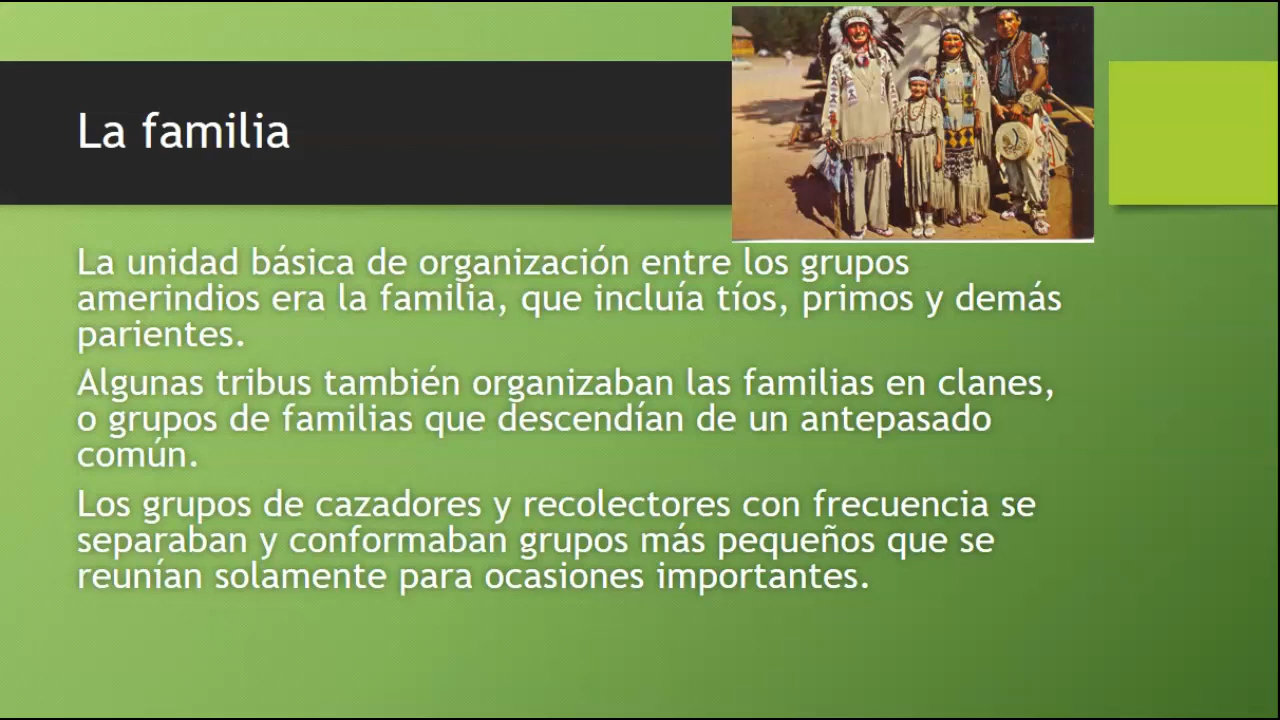 La familia
La unidad básica de organización entre los grupos
amerindios era la familia, que incluía tíos, primos y demás
parientes.
Algunas tribus también organizaban las familias en clanes,
o grupos de familias que descendían de un antepasado
común.
Los grupos de cazadores y recolectores con frecuencia se
separaban y conformaban grupos más pequeños que se
reunían solamente para ocasiones importantes.